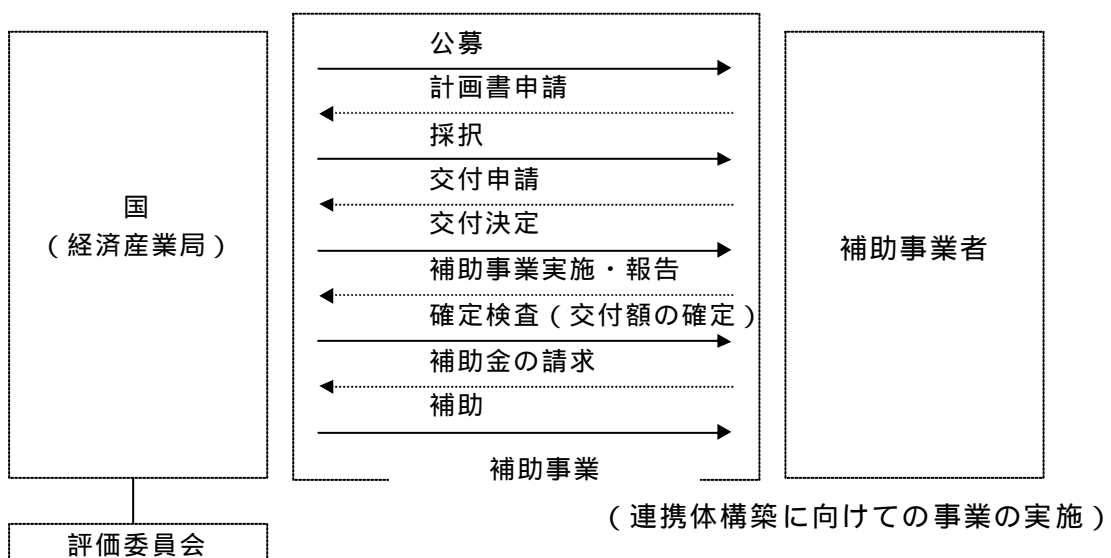 公募
計画書申請
採択
交付申請
交付決定
補助事業実施・報告
確定検査(交付額の確定)
補助金の請求
補助
補助事業
国
(経済産業局)
補助事業者
(連携体構築に向けての事業の実施)
評価委員会